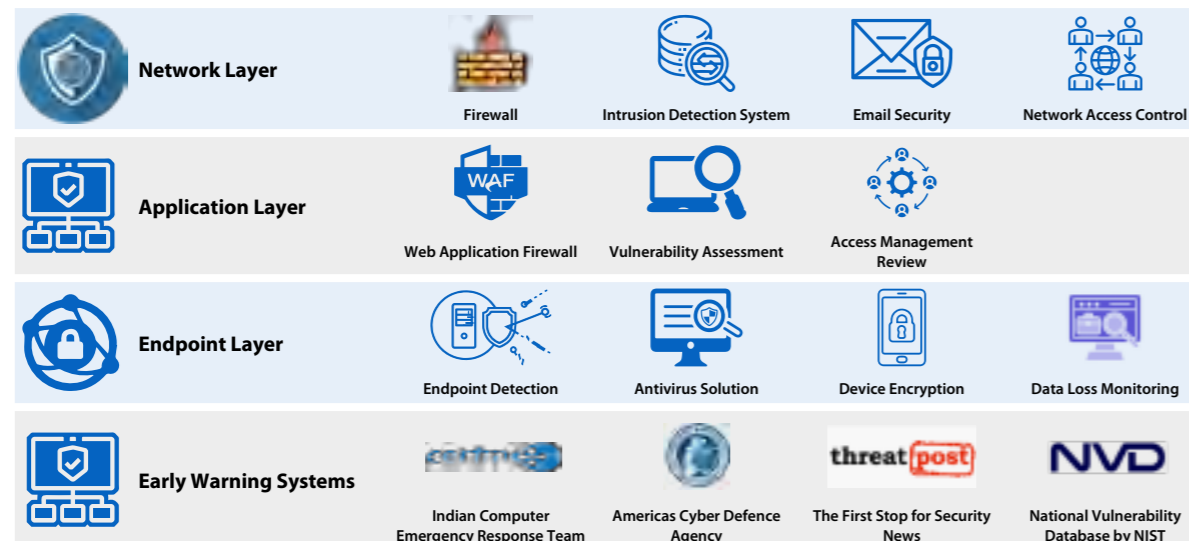 Network Layer
Firewall
Intrusion Detection System
Email Security
Network Access Control
WAF
Application Layer
Web Application Firewall
Vulnerability Assessment
Access Management
Review
Endpoint Layer
Endpoint Detection
Antivirus Solution
Device Encryption
Data Loss Monitoring
threat post
NVD
Early Warning Systems
Indian Computer
Emergency Response Team
Americas Cyber Defence
Agency
The First Stop for Security
News
National Vulnerability
Database by NIST